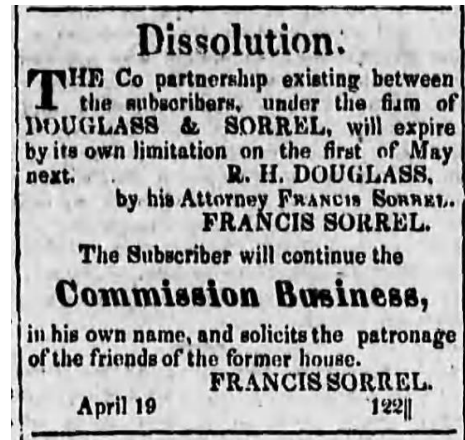 Dissolution.
THE Co partnership existing between
the subscribers, under the firm of
DOUGLASS & SORREL, will expire
by its own limitation on the first of May
next. R. H. DOUGLASS,
by his Attorney FRANCIS SORREL.
FRANCIS SORREL.
The Subscriber will continue the
Commission Business,
in his own name, and solicits the patronage
of the friends of the former house.
FRANCIS SORREL.
April 19 122||